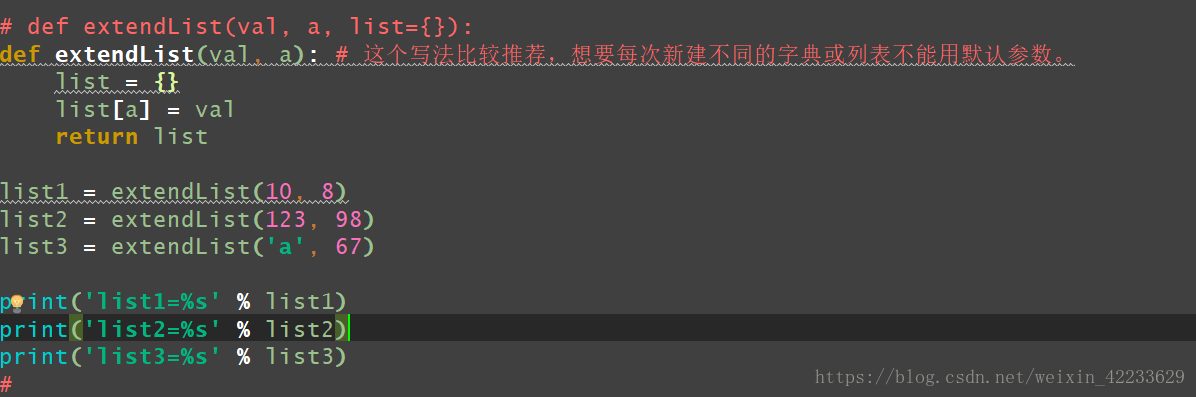 # def extendList(val, a, list={}):
def extendList(val, a): # 这个写法比较推荐，想要每次新建不同的字典或列表不能用默认参数。
    list = {}
    list[a] = val
    return list
list1 = extendList(10, 8)
list2 = extendList(123, 98)
list3 = extendList('a', 67)
print('list1=%s' % list1)
print('list2=%s' % list2)
print('list3=%s' % list3)
#
https://blog.csdn.net/weixin_42233629